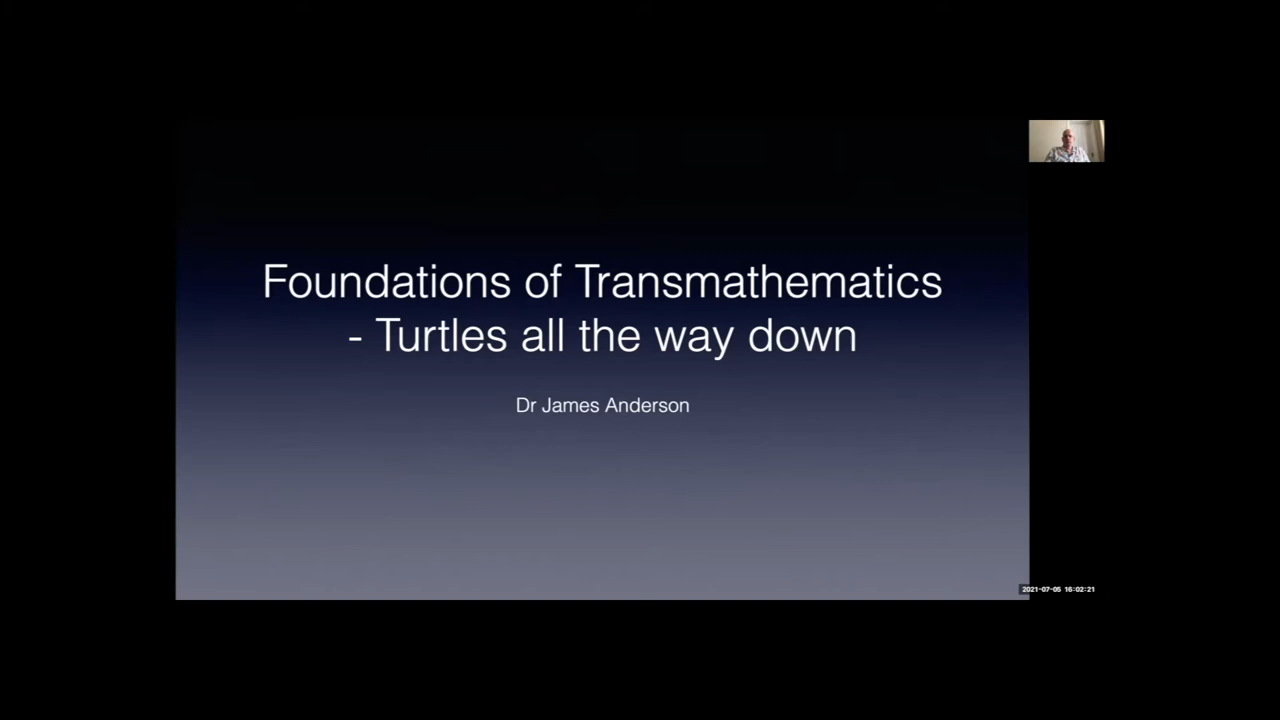 Foundations of Transmathematics
- Turtles all the way down
Dr James Anderson
2021-07-05 16:02:21